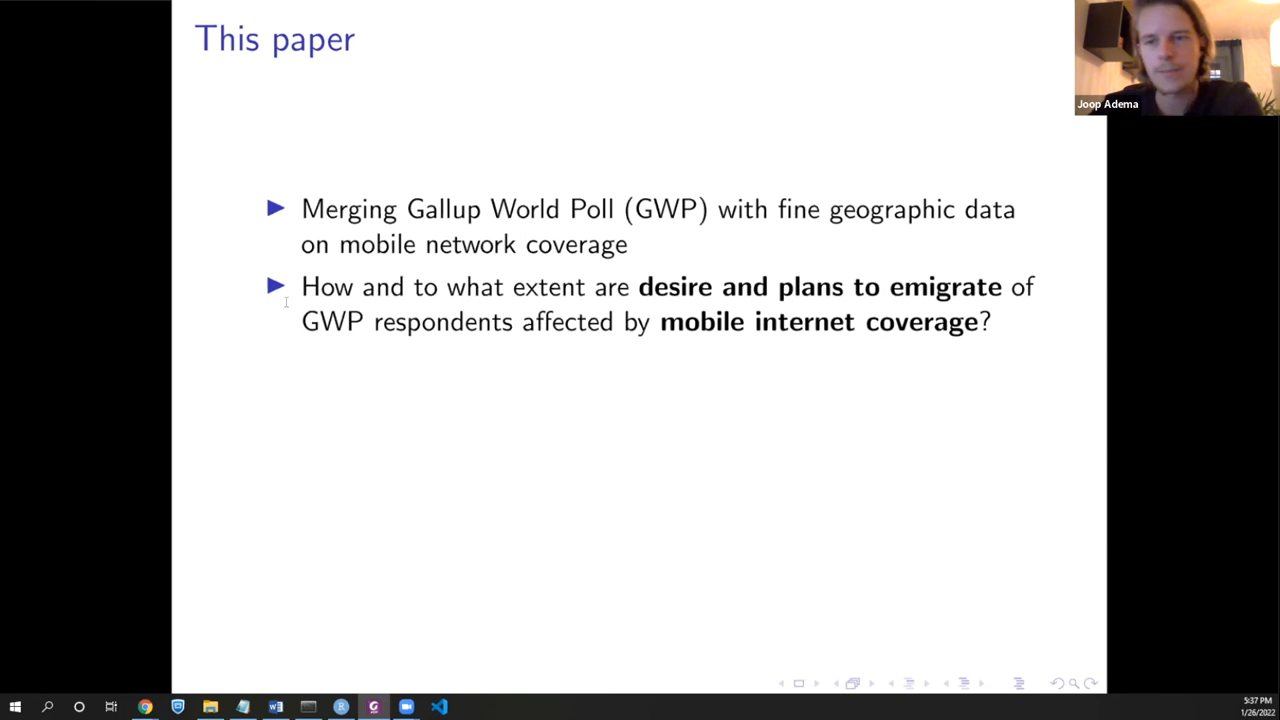 This paper
Joop Adema
Merging Gallup World Poll (GWP) with fine geographic data
on mobile network coverage
How and to what extent are desire and plans to emigrate of
GWP respondents affected by mobile internet coverage?
5:37 PM
1/26/2022